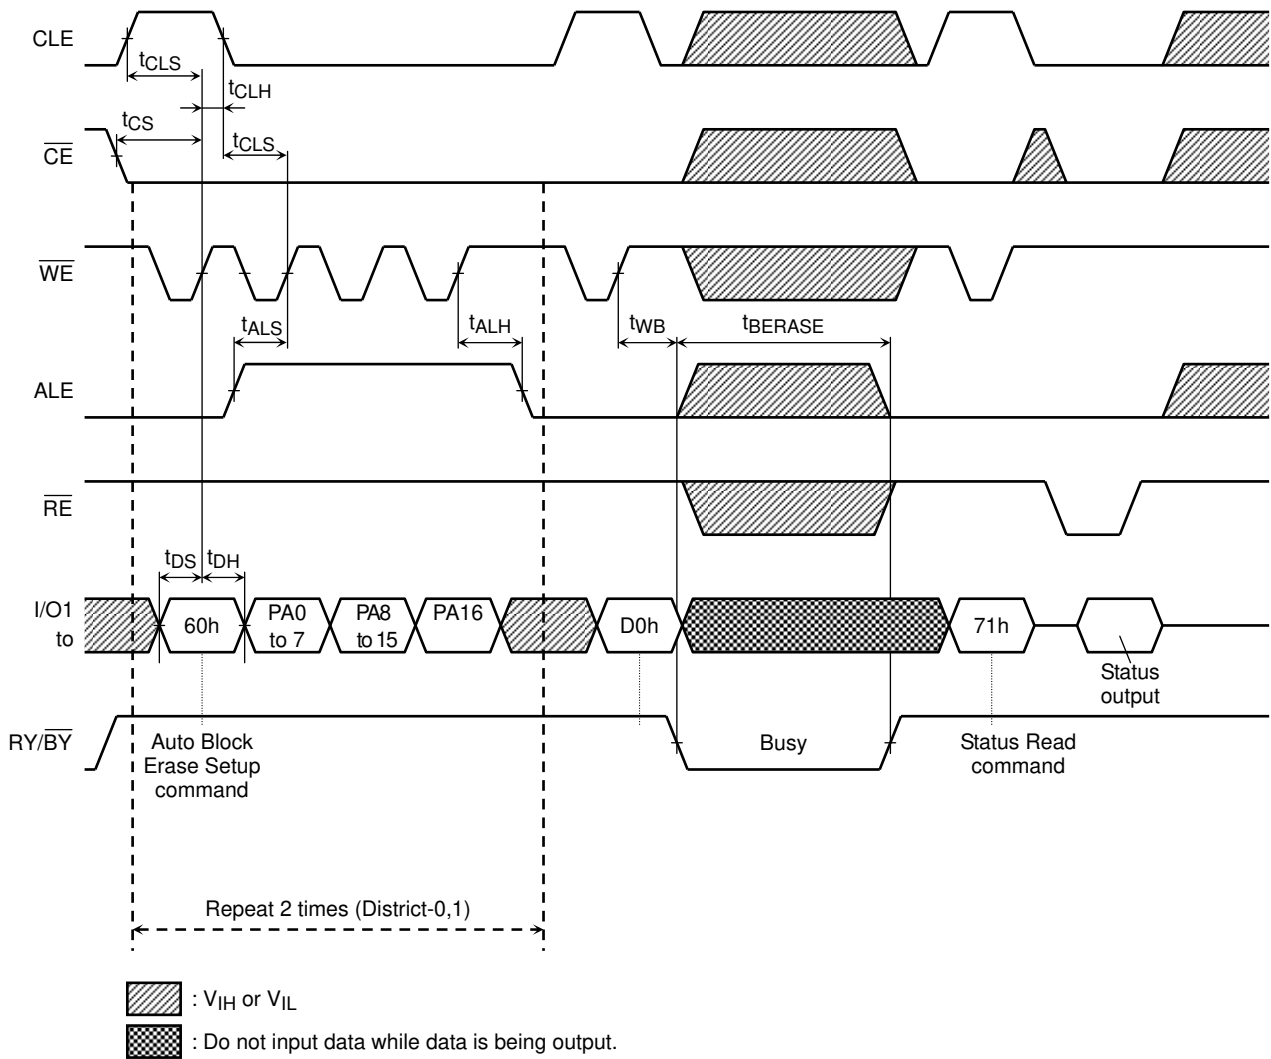 CLE
tCLS
tCLH
tCS
tCLS
CE
WE
tALS
tALH
tWB
tBERASE
ALE
RE
tDS
tDH
I/O1
to
60h
PA0
to 7
PA8
to 15
PA16
D0h
71h
Status
output
RY/BY
Auto Block
Erase Setup
command
Busy
Status Read
command
Repeat 2 times (District-0,1)
: VIH or VIL
: Do not input data while data is being output.